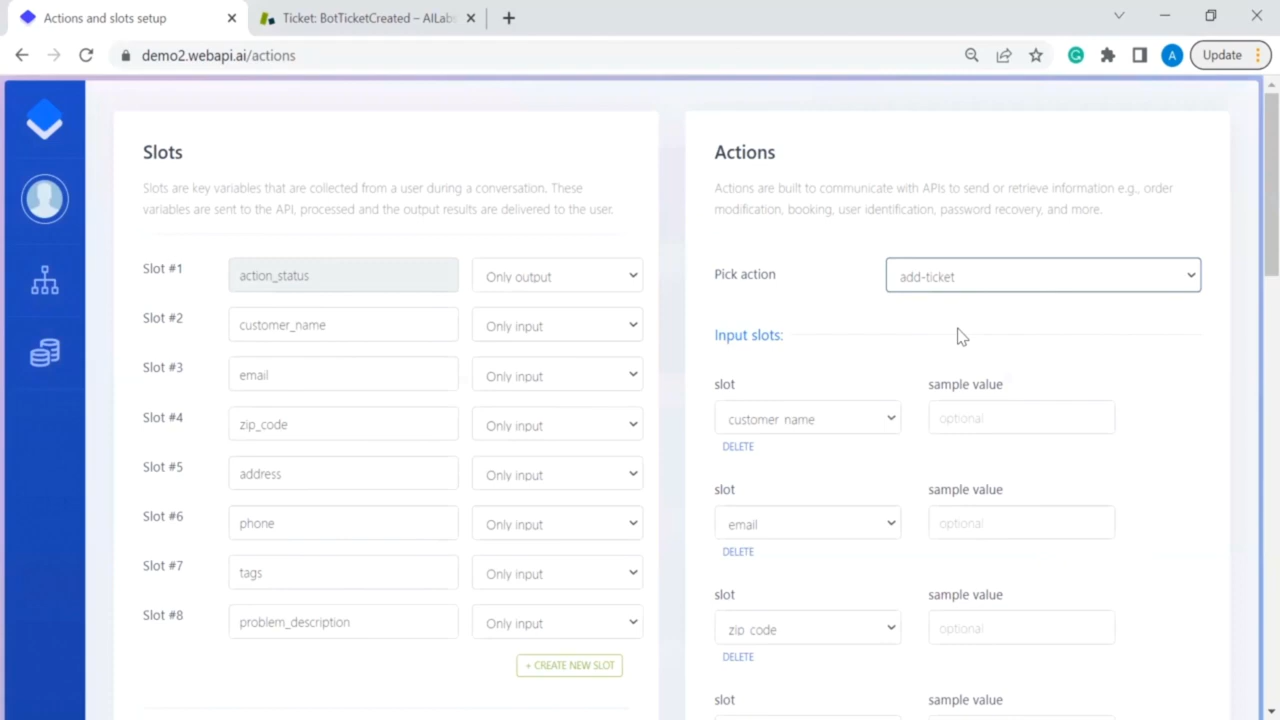 Actions and slots setup
Ticket: BotTicketCreated – AILabs
demo2.webapi.ai/actions
A
Update
Slots
Slots are key variables that are collected from a user during a conversation. These
variables are sent to the API, processed and the output results are delivered to the user.
Slot #1 action_status Only output
Slot #2 customer_name Only input
Slot #3 email Only input
Slot #4 zip_code Only input
Slot #5 address Only input
Slot #6 phone Only input
Slot #7 tags Only input
Slot #8 problem_description Only input
+ CREATE NEW SLOT
Actions
Actions are built to communicate with APIs to send or retrieve information e.g., order
modification, booking, user identification, password recovery, and more.
Pick action add-ticket
Input slots:
slot sample value
customer_name optional
DELETE
slot sample value
email optional
DELETE
slot sample value
zip_code optional
DELETE
slot sample value